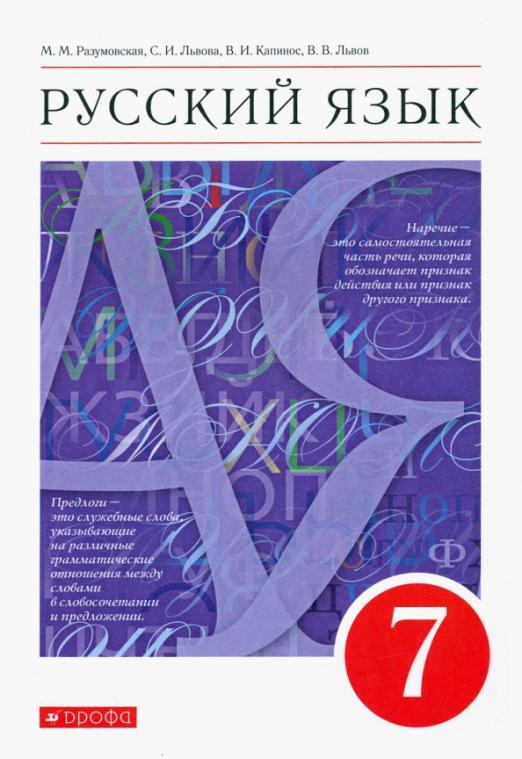 М. М. Разумовская, С. И. Львова, В. И. Капинос, В. В. Львов
РУССКИЙ ЯЗЫК
Наречие —
это самостоятельная
часть речи, которая
обозначает признак
действия или признак
другого признака.
АЯ
Предлоги —
это служебные слова,
указывающие
на различные
грамматические
отношения между
словами
в словосочетании
и предложении.
7
дрофа